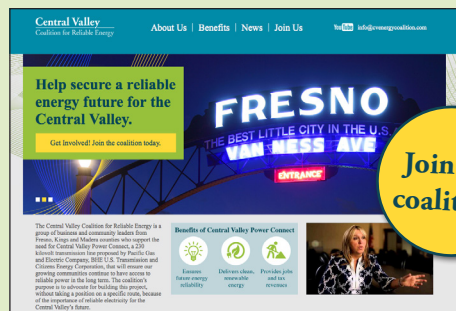 Central Valley
Coalition for Reliable Energy
About Us | Benefits | News | Join Us
YouTube info@cvenergycoalition.com
Help secure a reliable
energy future for the
Central Valley.
Get Involved! Join the coalition today.
FRESNO
THE BEST LITTLE CITY IN THE U.S.
VAN NESS AVE
ENTRANCE
Join
coalit
The Central Valley Coalition for Reliable Energy is a
group of business and community leaders from
Fresno, Kings and Madera counties who support the
need for Central Valley Power Connect, a 230
kilovolt transmission line proposed by Pacific Gas
and Electric Company, BHE U.S. Transmission and
Citizens Energy Corporation, that will ensure our
growing communities continue to have access to
reliable power in the long term. The coalition's
purpose is to advocate for building this project,
without taking a position on a specific route, because
of the importance of reliable electricity for the
Central Valley's future.
Benefits of Central Valley Power Connect
Ensures
future energy
reliability
Delivers clean,
renewable
energy
Provides jobs
and tax
revenues